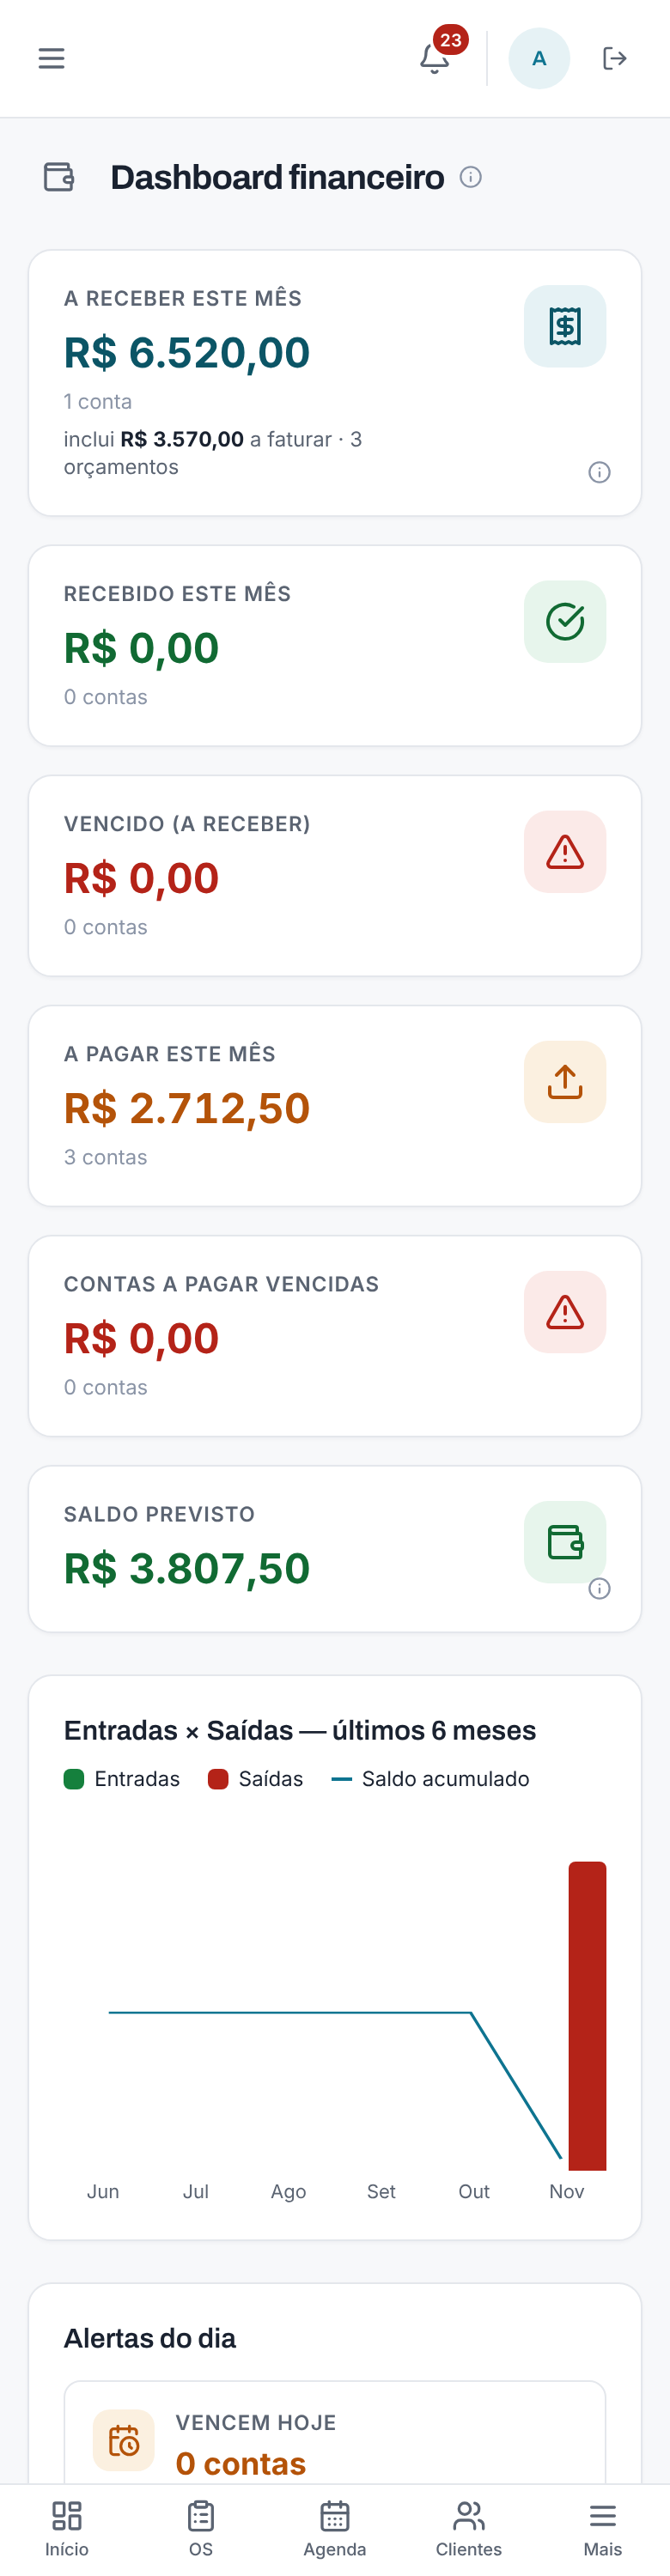 23
A
Dashboard financeiro
A RECEBER ESTE MÊS
R$ 6.520,00
1 conta
inclui R$ 3.570,00 a faturar · 3
orçamentos
RECEBIDO ESTE MÊS
R$ 0,00
0 contas
VENCIDO (A RECEBER)
R$ 0,00
0 contas
A PAGAR ESTE MÊS
R$ 2.712,50
3 contas
CONTAS A PAGAR VENCIDAS
R$ 0,00
0 contas
SALDO PREVISTO
R$ 3.807,50
Entradas × Saídas — últimos 6 meses
Entradas Saídas Saldo acumulado
Jun Jul Ago Set Out Nov
Alertas do dia
VENCEM HOJE
0 contas
Início OS Agenda Clientes Mais